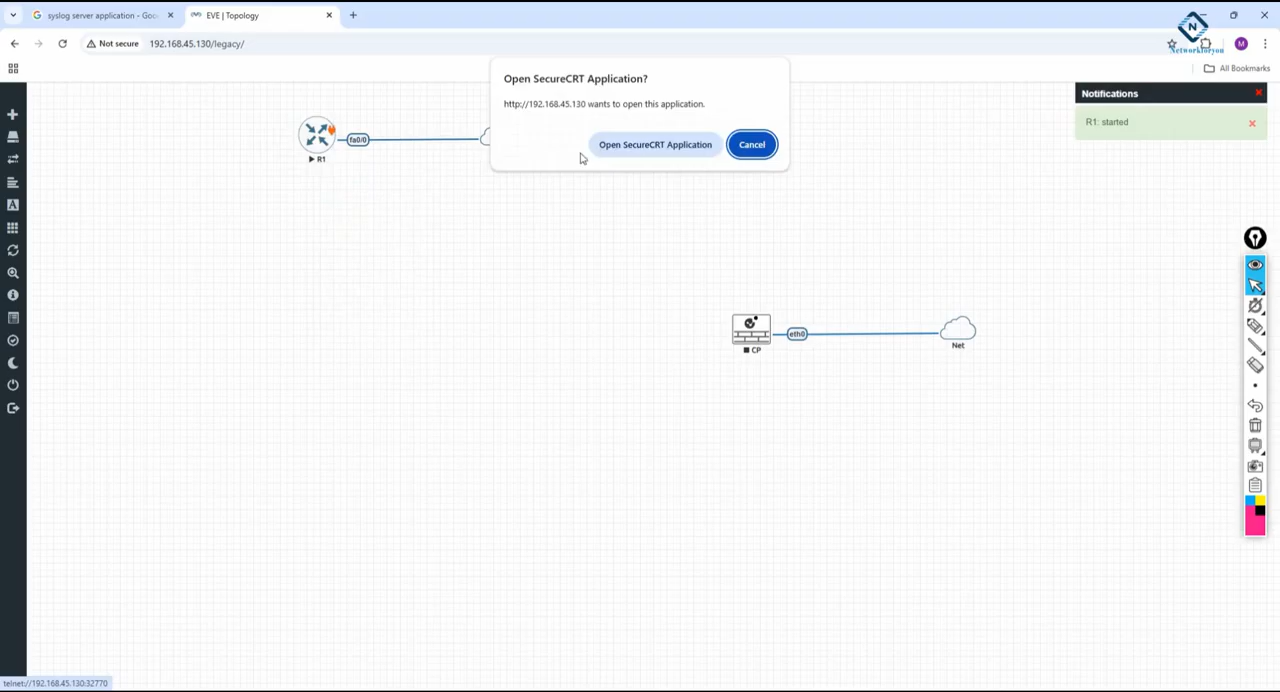 syslog server application - Goo
EVE | Topology
Not secure
192.168.45.130/legacy/
M
N
Networkforyou
All Bookmarks
Open SecureCRT Application?
http://192.168.45.130 wants to open this application.
Open SecureCRT Application
Cancel
Notifications
R1: started
fa0/0
R1
eth0
CP
Net
A
telnet://192.168.45.130:32770